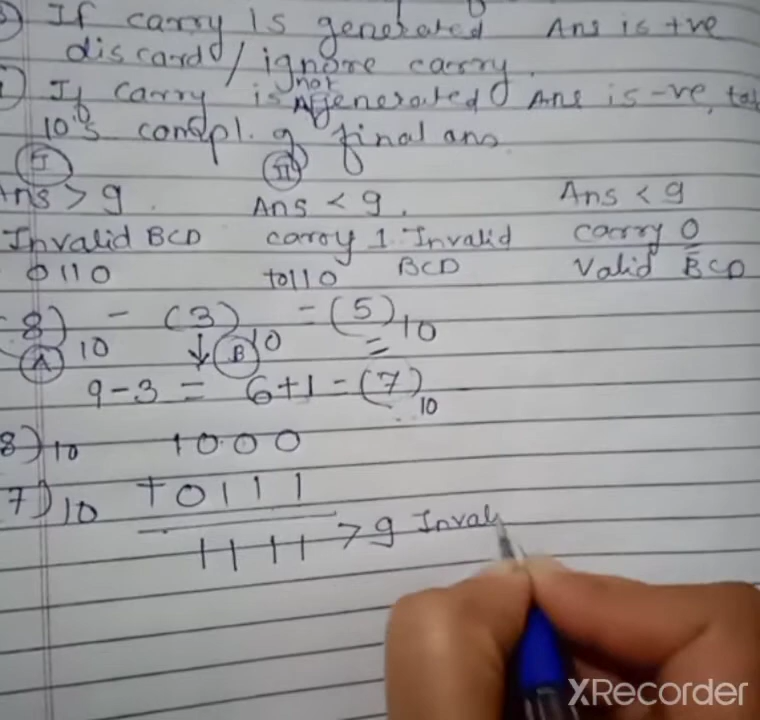 If carry is generated Ans is +ve
discard / ignore carry.
If carry is not generated Ans is -ve, 
10's compl. of final ans
I II
Ans > 9. Ans < 9. Ans < 9
Invalid BCD carry 1. Invalid carry 0
0110 to110 BCD Valid BCD
8) - (3) = (5)10
A 10 ↓ B 10 =
9-3 = 6+1 = (7)10
8)10 1000
7)10 +0111
1111 > 9 Inval
XRecorder